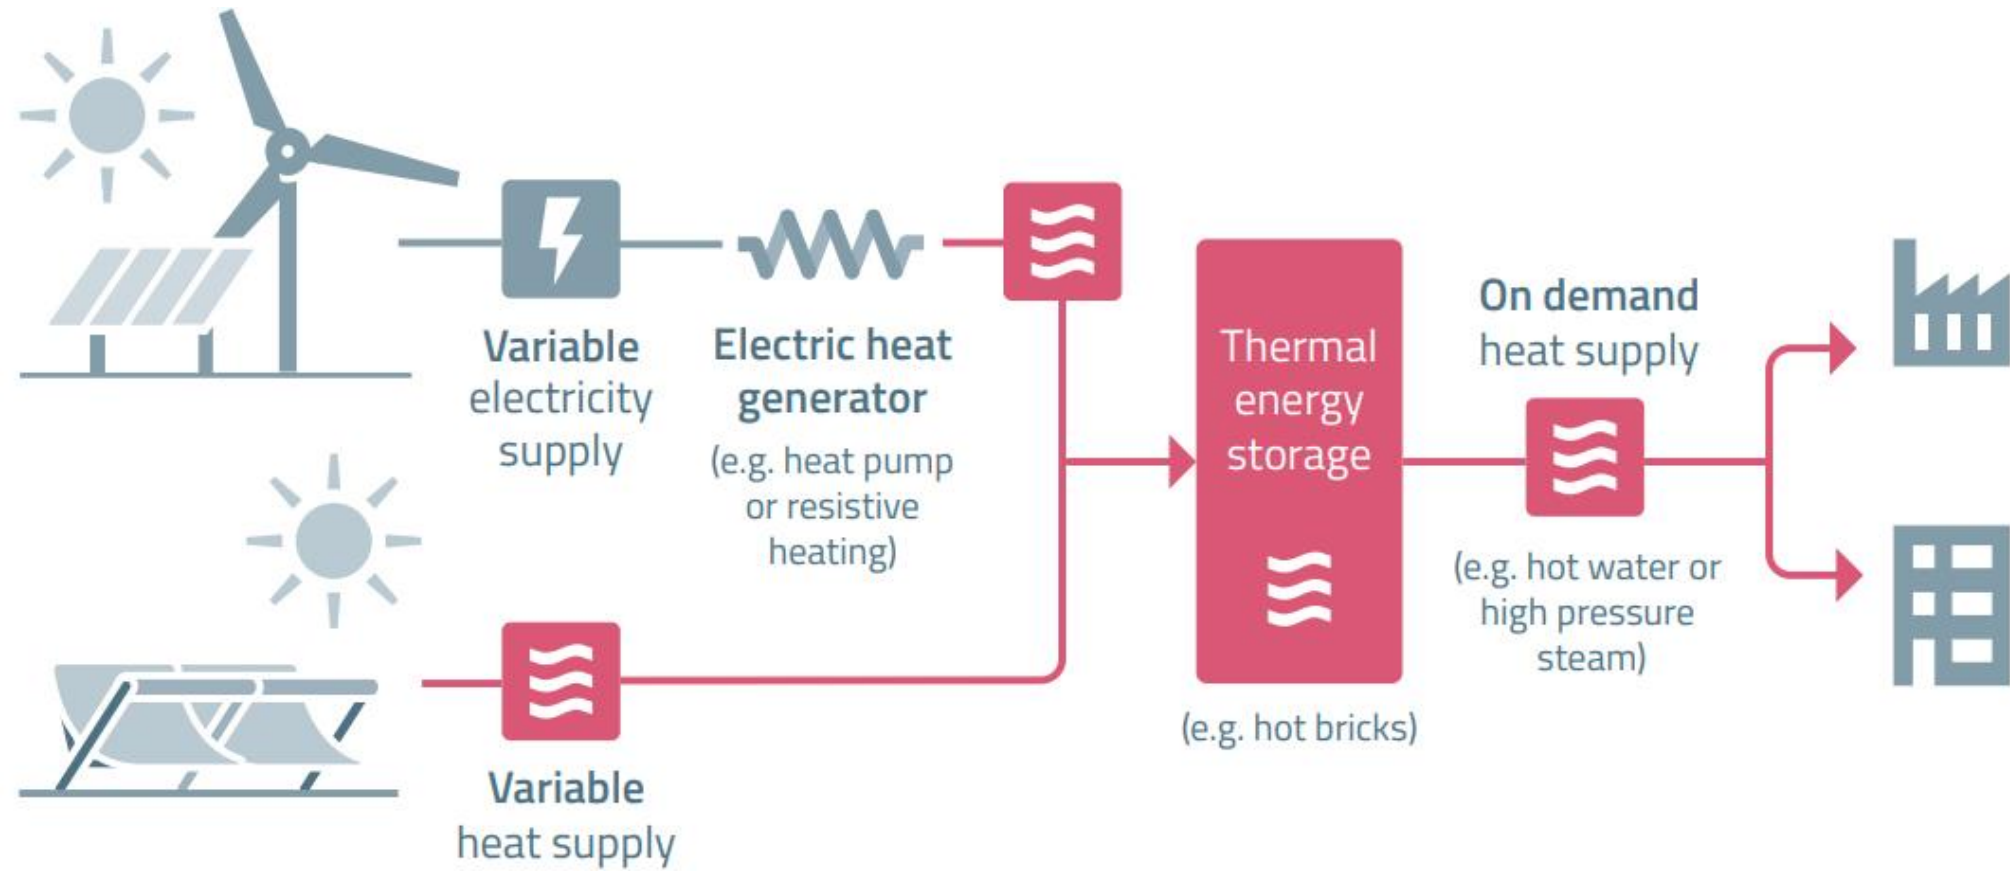 Variable
electricity
supply
Electric heat
generator
(e.g. heat pump
or resistive
heating)
Variable
heat supply
Thermal
energy
storage
(e.g. hot bricks)
On demand
heat supply
(e.g. hot water or
high pressure
steam)